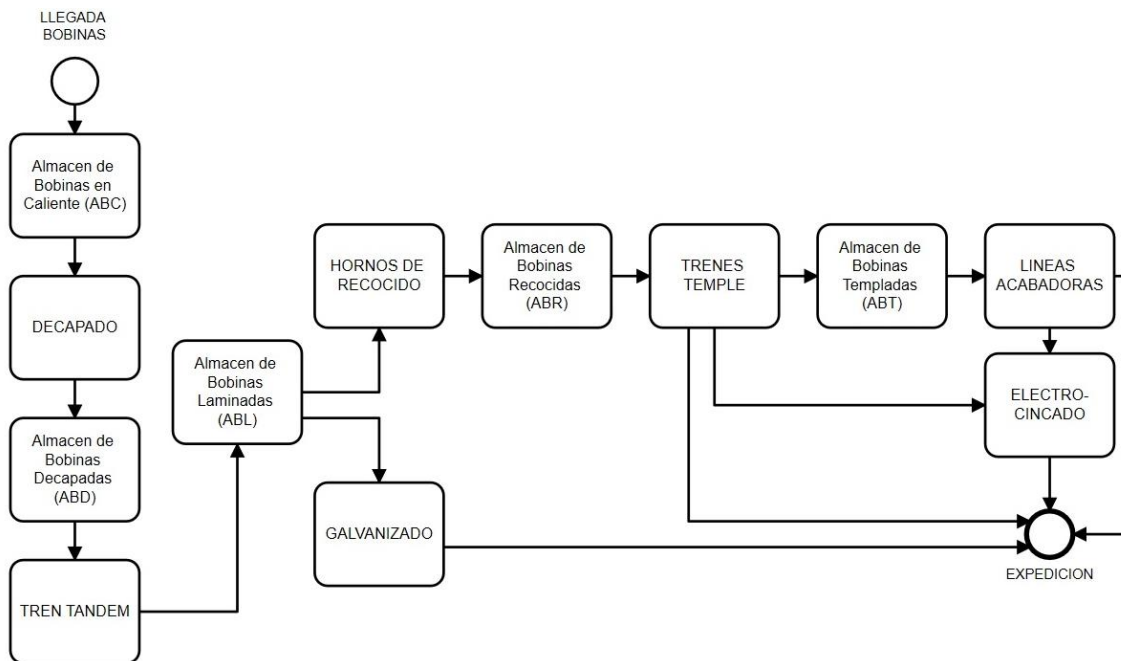 LLEGADA
BOBINAS
Almacen de
Bobinas en
Caliente (ABC)
DECAPADO
Almacen de
Bobinas
Decapadas
(ABD)
TREN TANDEM
Almacen de
Bobinas
Laminadas
(ABL)
HORNOS DE
RECOCIDO
GALVANIZADO
Almacen de
Bobinas
Recocidas
(ABR)
TRENES
TEMPLE
Almacen de
Bobinas
Templadas
(ABT)
LINEAS
ACABADORAS
ELECTRO-
CINCADO
EXPEDICION